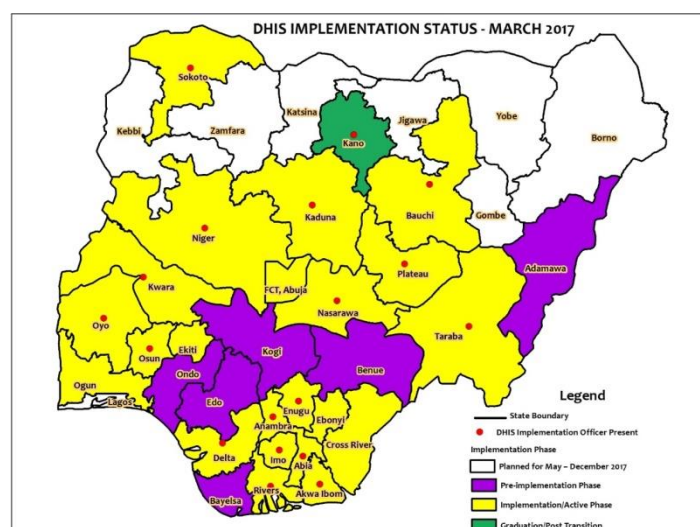 DHIS IMPLEMENTATION STATUS - MARCH 2017
Sokoto
Katsina
Kebbi
Zamfara
Kano
Jigawa
Yobe
Borno
Kaduna
Bauchi
Gombe
Niger
Adamawa
Plateau
FCT, Abuja
Kwara
Nasarawa
Taraba
Oyo
Osun
Ekiti
Kogi
Benue
Ondo
Edo
Ogun
Lagos
Enugu
Anambra
Ebonyi
Cross River
Delta
Imo
Abia
Rivers
Akwa Ibom
Bayelsa
Legend
State Boundary
DHIS Implementation Officer Present
Implementation Phase
Planned for May – December 2017
Pre-implementation Phase
Implementation/Active Phase
Graduation/Post Transition